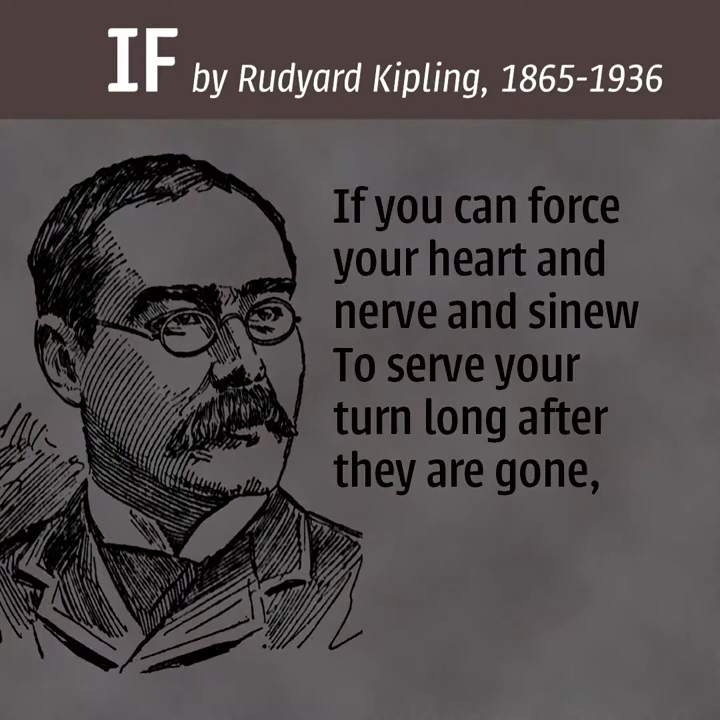 IF by Rudyard Kipling, 1865-1936
If you can force
your heart and
nerve and sinew
To serve your
turn long after
they are gone,